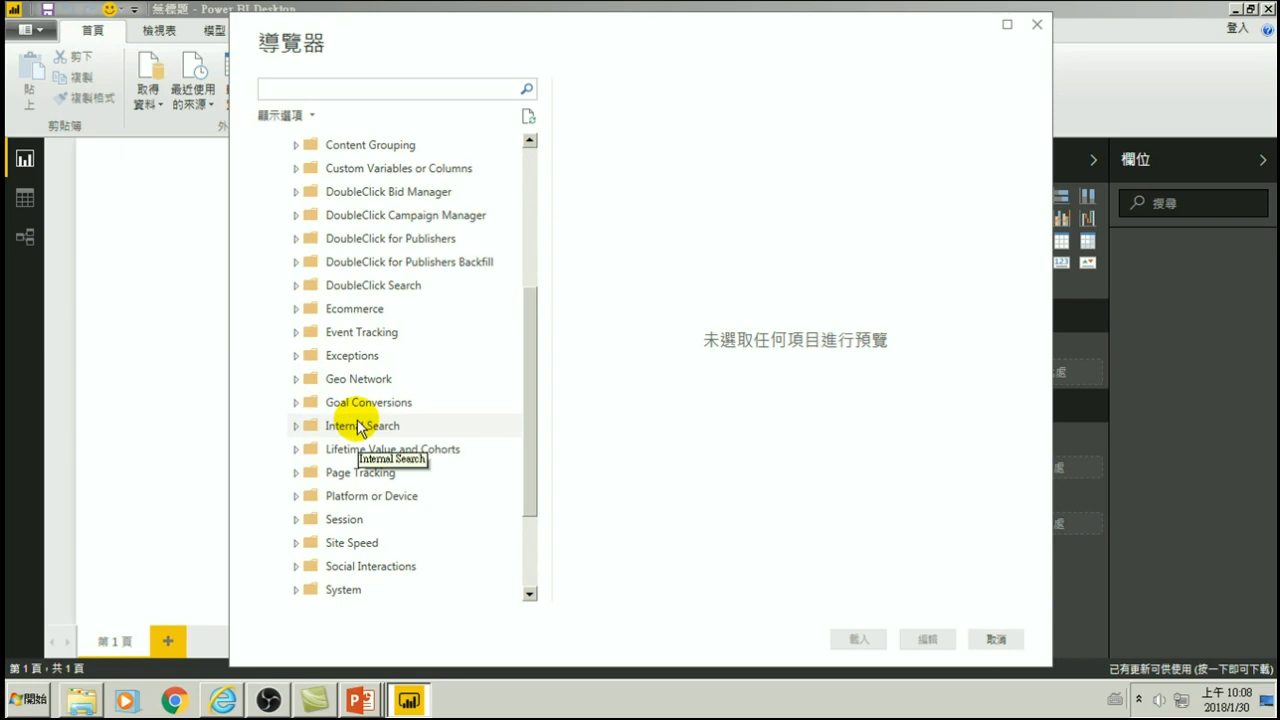 無標題 - Power BI Desktop
首頁
檢視表
模型
登入
貼上
剪下
複製
複製格式
剪貼簿
取得資料
最近使用的來源
外
導覽器
顯示選項
Content Grouping
Custom Variables or Columns
DoubleClick Bid Manager
DoubleClick Campaign Manager
DoubleClick for Publishers
DoubleClick for Publishers Backfill
DoubleClick Search
Ecommerce
Event Tracking
Exceptions
Geo Network
Goal Conversions
Internal Search
Lifetime Value and Cohorts
Internal Search
Page Tracking
Platform or Device
Session
Site Speed
Social Interactions
System
未選取任何項目進行預覽
載入
編輯
取消
欄位
搜尋
123
處
處
處
第 1 頁
第 1 頁，共 1 頁
已有更新可供使用 (按一下即可下載)
開始
上午 10:08
2018/1/30